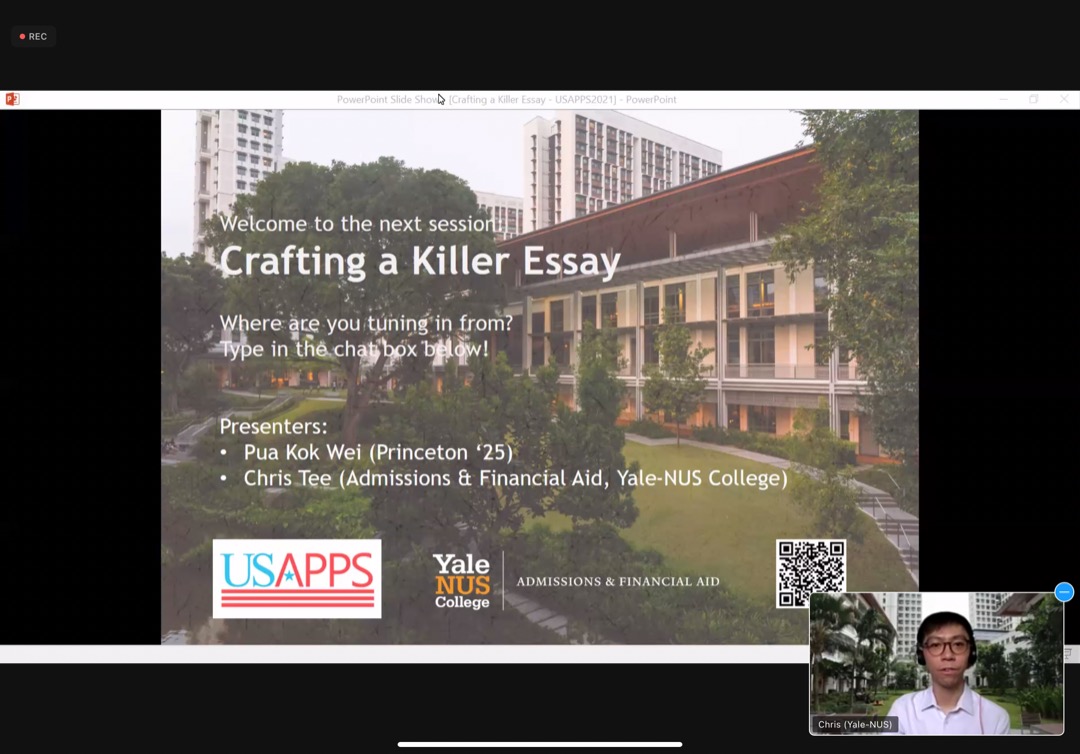 REC
PowerPoint Slide Show - [Crafting a Killer Essay - USAPPS2021] - PowerPoint
Welcome to the next session:
Crafting a Killer Essay
Where are you tuning in from?
Type in the chat box below!
Presenters:
• Pua Kok Wei (Princeton ‘25)
• Chris Tee (Admissions & Financial Aid, Yale-NUS College)
USAPPS
Yale
NUS
College
ADMISSIONS & FINANCIAL AID
Chris (Yale-NUS)